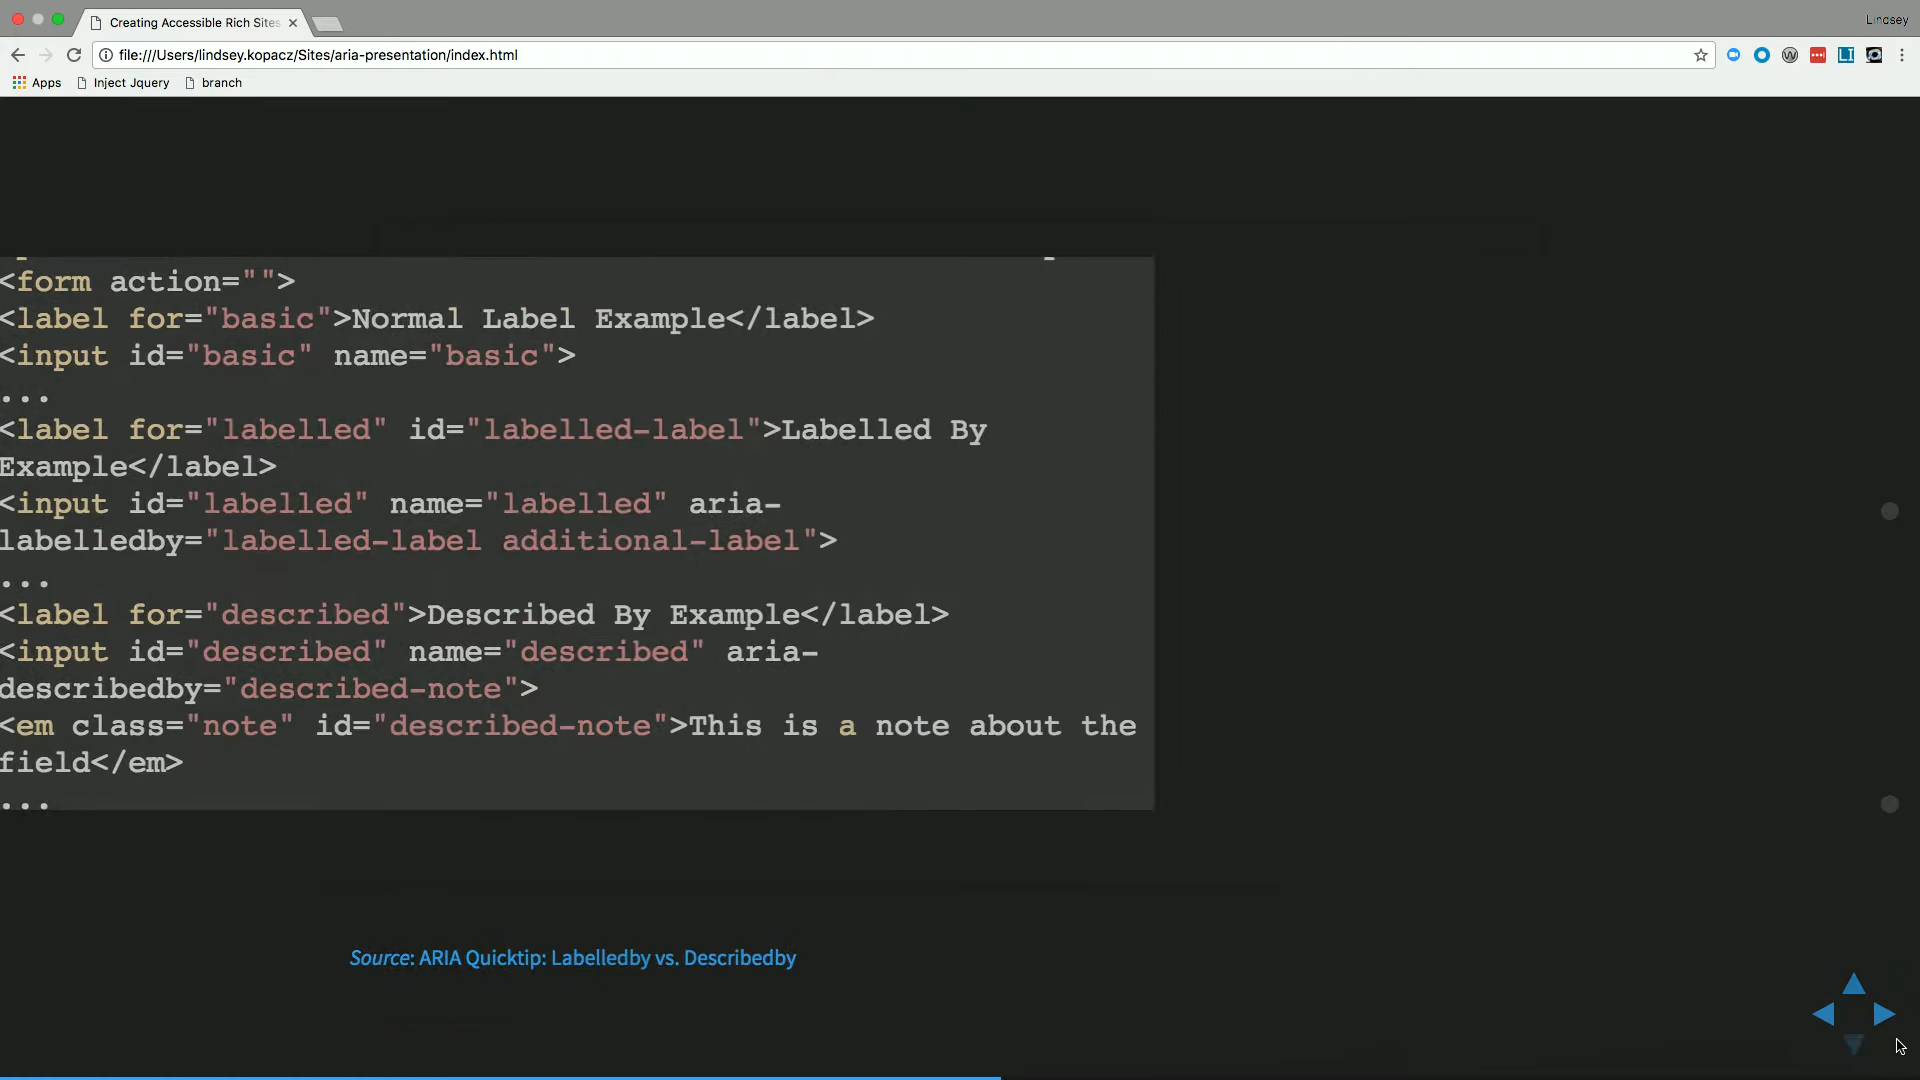 Creating Accessible Rich Sites
Lindsey
file:///Users/lindsey.kopacz/Sites/aria-presentation/index.html
Apps Inject Jquery branch
<form action="">
<label for="basic">Normal Label Example</label>
<input id="basic" name="basic">
...
<label for="labelled" id="labelled-label">Labelled By
Example</label>
<input id="labelled" name="labelled" aria-
labelledby="labelled-label additional-label">
...
<label for="described">Described By Example</label>
<input id="described" name="described" aria-
describedby="described-note">
<em class="note" id="described-note">This is a note about the
field</em>
...
Source: ARIA Quicktip: Labelledby vs. Describedby